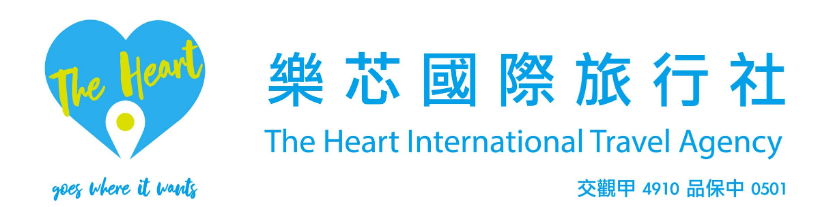 The Heart
goes where it wants
樂芯國際旅行社
The Heart International Travel Agency
交觀甲 4910 品保中 0501